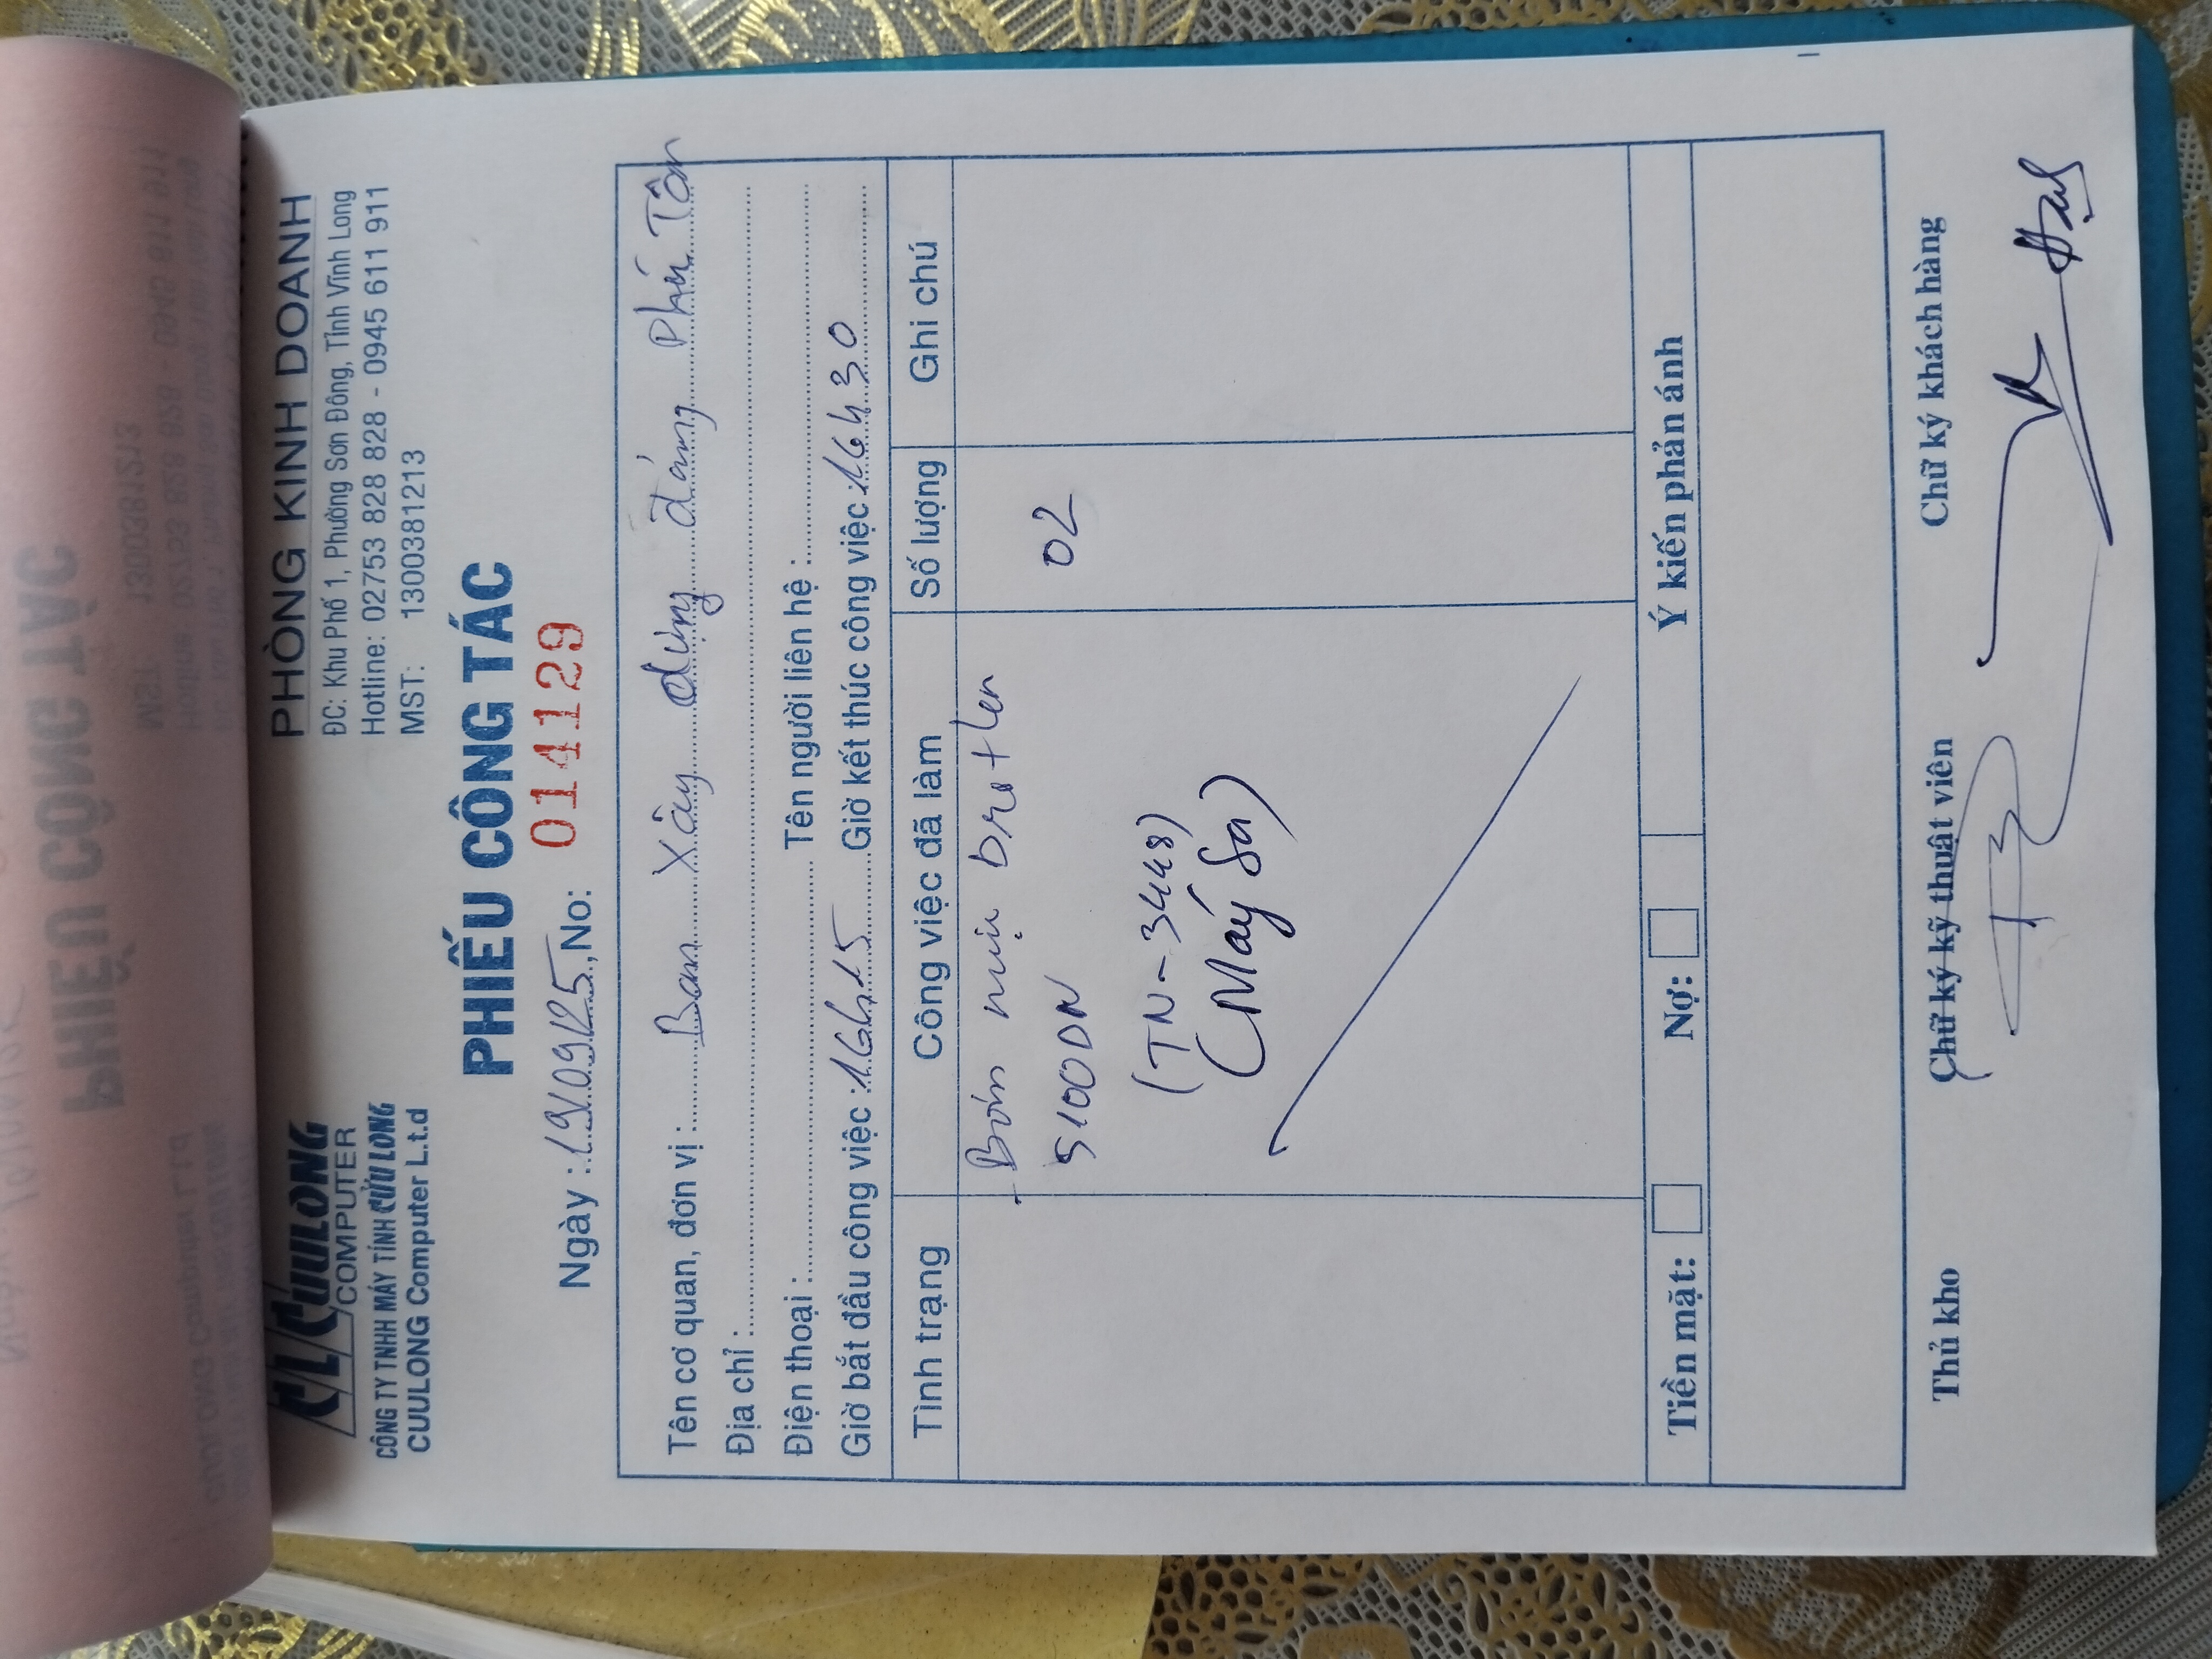 CL CUULONG
COMPUTER
CÔNG TY TNHH MÁY TÍNH CỬU LONG
CUULONG Computer L.t.d
PHÒNG KINH DOANH
ĐC: Khu Phố 1, Phường Sơn Đông, Tỉnh Vĩnh Long
Hotline: 02753 828 828 - 0945 611 911
MST: 1300381213
PHIẾU CÔNG TÁC
Ngày : 19/09/25, No: 014129
Tên cơ quan, đơn vị : Ban Xây dựng đảng Phú Tân
Địa chỉ :
Điện thoại : Tên người liên hệ :
Giờ bắt đầu công việc : 16h15 Giờ kết thúc công việc : 16h30
Tình trạng Công việc đã làm Số lượng Ghi chú
- Bơm mực brother 02
5100DN
(TN-3448)
(Máy Sa)
Tiền mặt: Nợ: Ý kiến phản ánh
Thủ kho Chữ ký kỹ thuật viên Chữ ký khách hàng